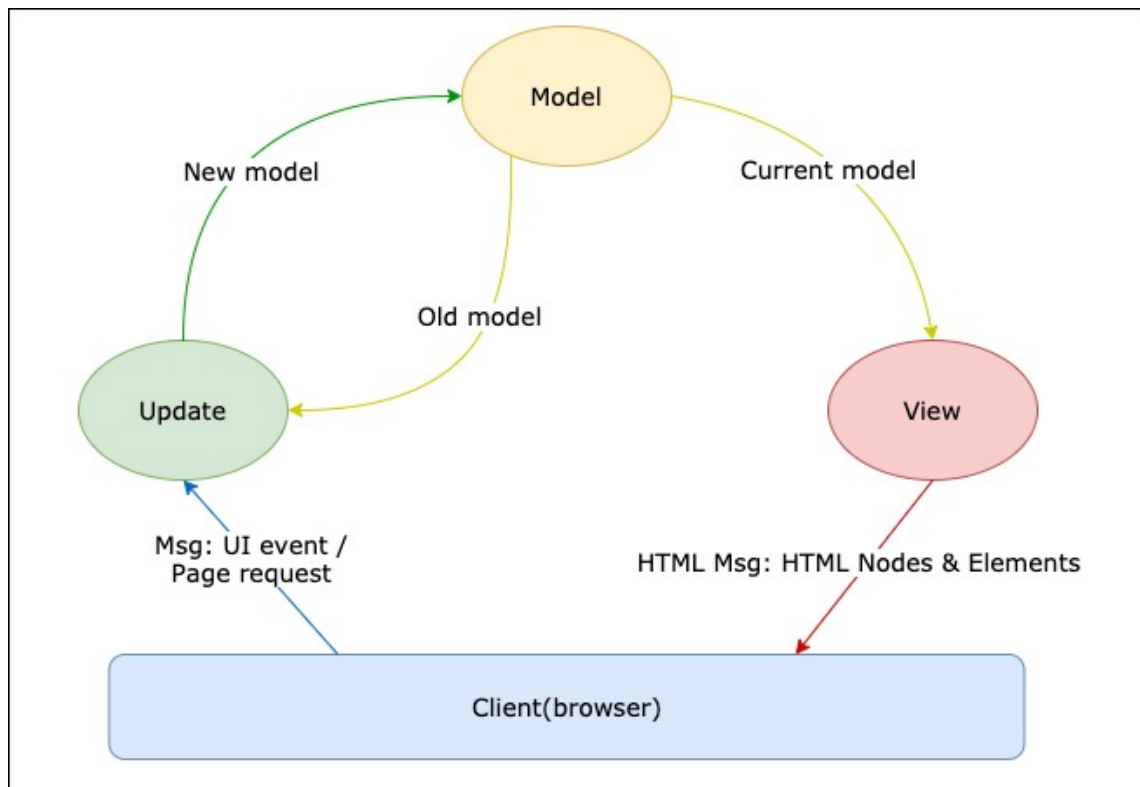 Model
New model
Current model
Old model
Update
View
Msg: UI event /
Page request
HTML Msg: HTML Nodes & Elements
Client(browser)